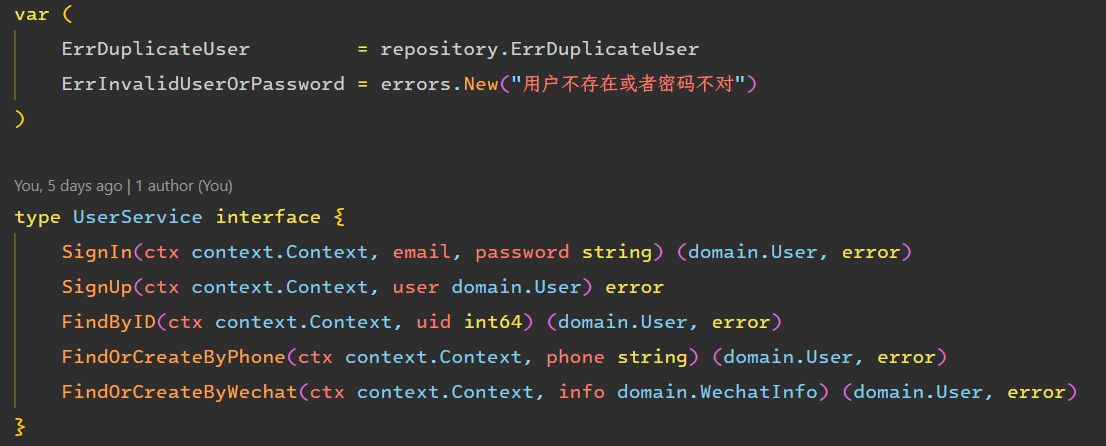 var (
    ErrDuplicateUser         = repository.ErrDuplicateUser
    ErrInvalidUserOrPassword = errors.New("用户不存在或者密码不对")
)
You, 5 days ago | 1 author (You)
type UserService interface {
    SignIn(ctx context.Context, email, password string) (domain.User, error)
    SignUp(ctx context.Context, user domain.User) error
    FindByID(ctx context.Context, uid int64) (domain.User, error)
    FindOrCreateByPhone(ctx context.Context, phone string) (domain.User, error)
    FindOrCreateByWechat(ctx context.Context, info domain.WechatInfo) (domain.User, error)
}